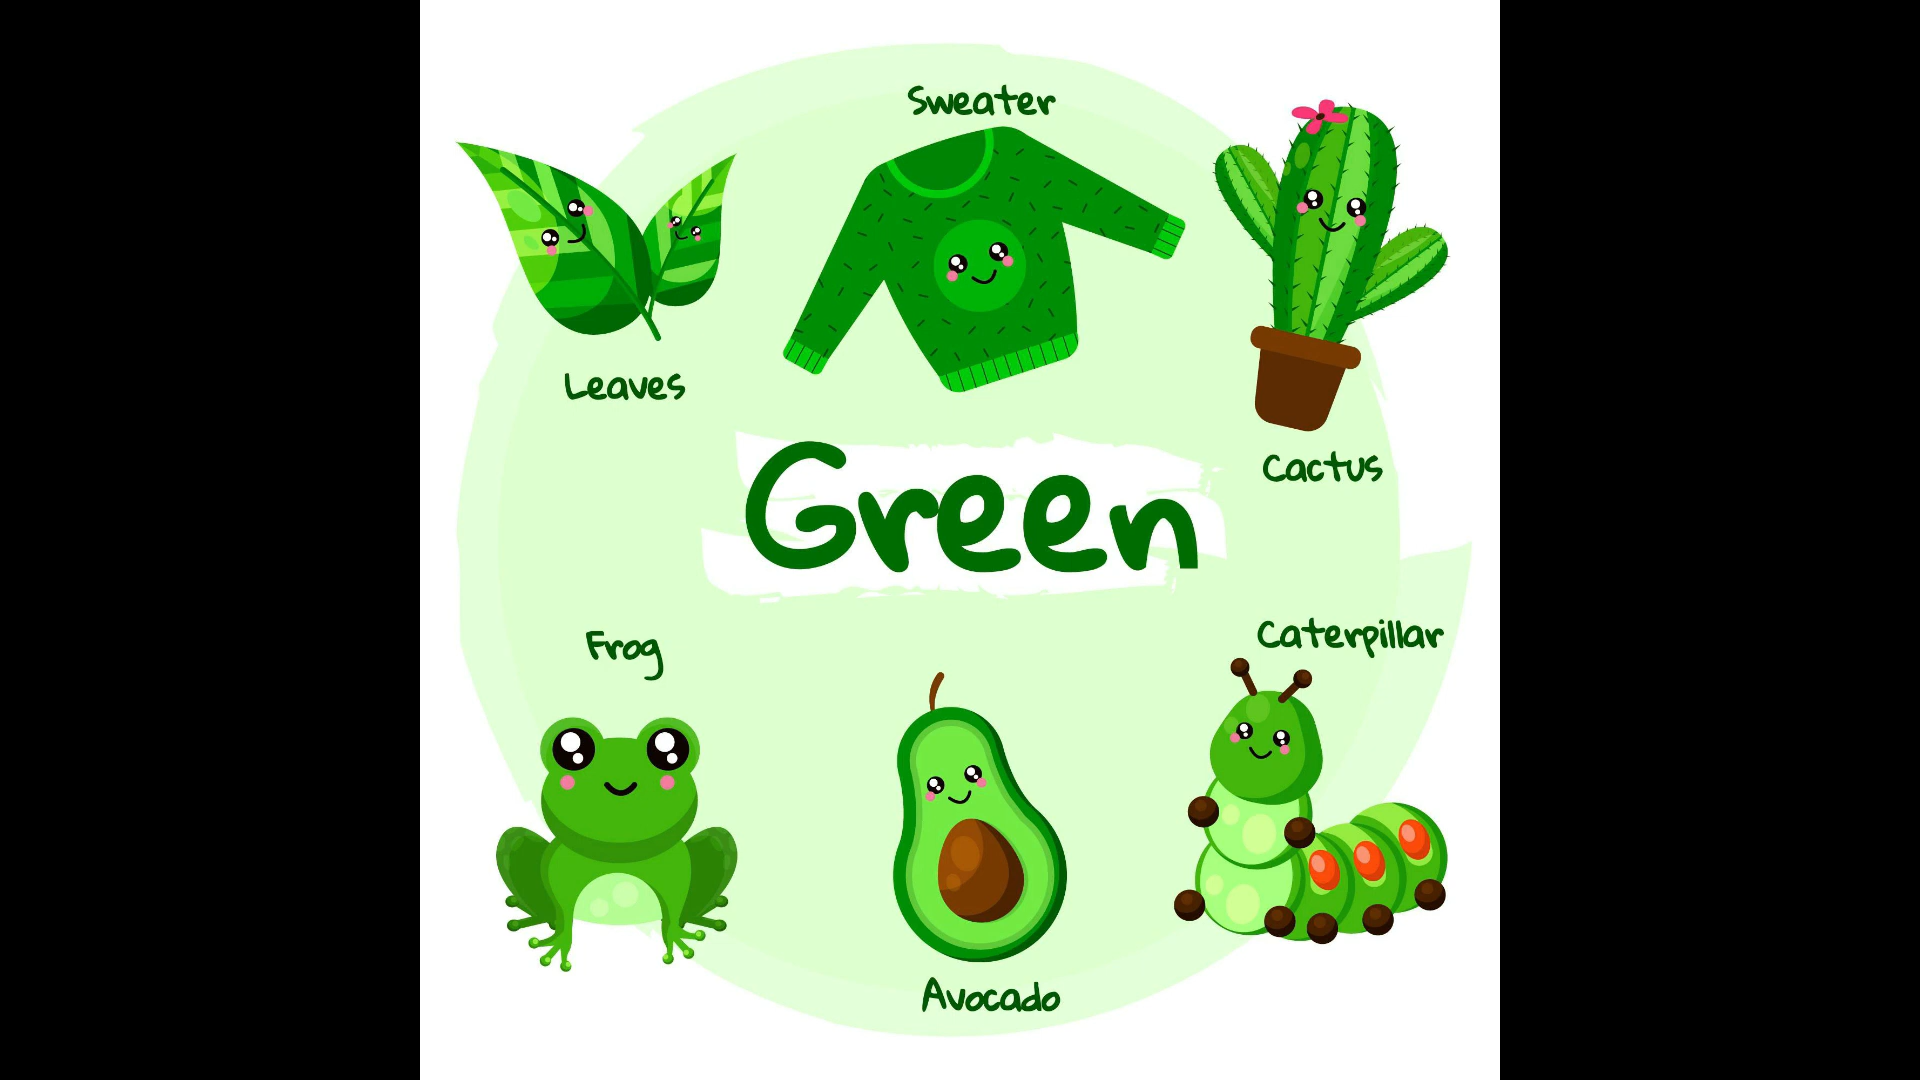 Sweater
Leaves
Cactus
Green
Frog
Caterpillar
Avocado